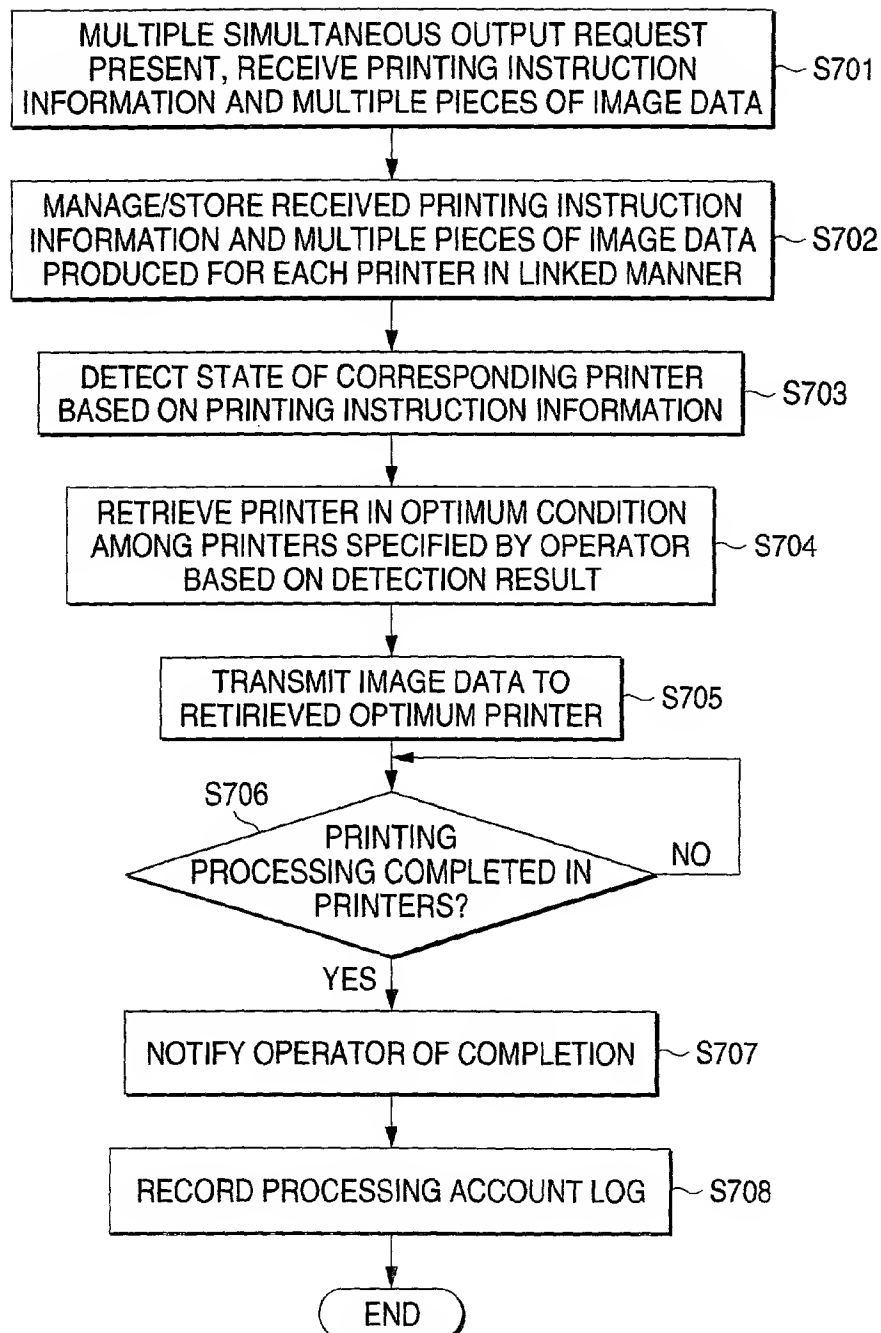 MULTIPLE SIMULTANEOUS OUTPUT REQUEST
PRESENT, RECEIVE PRINTING INSTRUCTION
INFORMATION AND MULTIPLE PIECES OF IMAGE DATA
S701
MANAGE/STORE RECEIVED PRINTING INSTRUCTION
INFORMATION AND MULTIPLE PIECES OF IMAGE DATA
PRODUCED FOR EACH PRINTER IN LINKED MANNER
S702
DETECT STATE OF CORRESPONDING PRINTER
BASED ON PRINTING INSTRUCTION INFORMATION
S703
RETRIEVE PRINTER IN OPTIMUM CONDITION
AMONG PRINTERS SPECIFIED BY OPERATOR
BASED ON DETECTION RESULT
S704
TRANSMIT IMAGE DATA TO
RETIRIEVED OPTIMUM PRINTER
S705
S706
PRINTING
PROCESSING COMPLETED IN
PRINTERS?
NO
YES
NOTIFY OPERATOR OF COMPLETION
S707
RECORD PROCESSING ACCOUNT LOG
S708
END